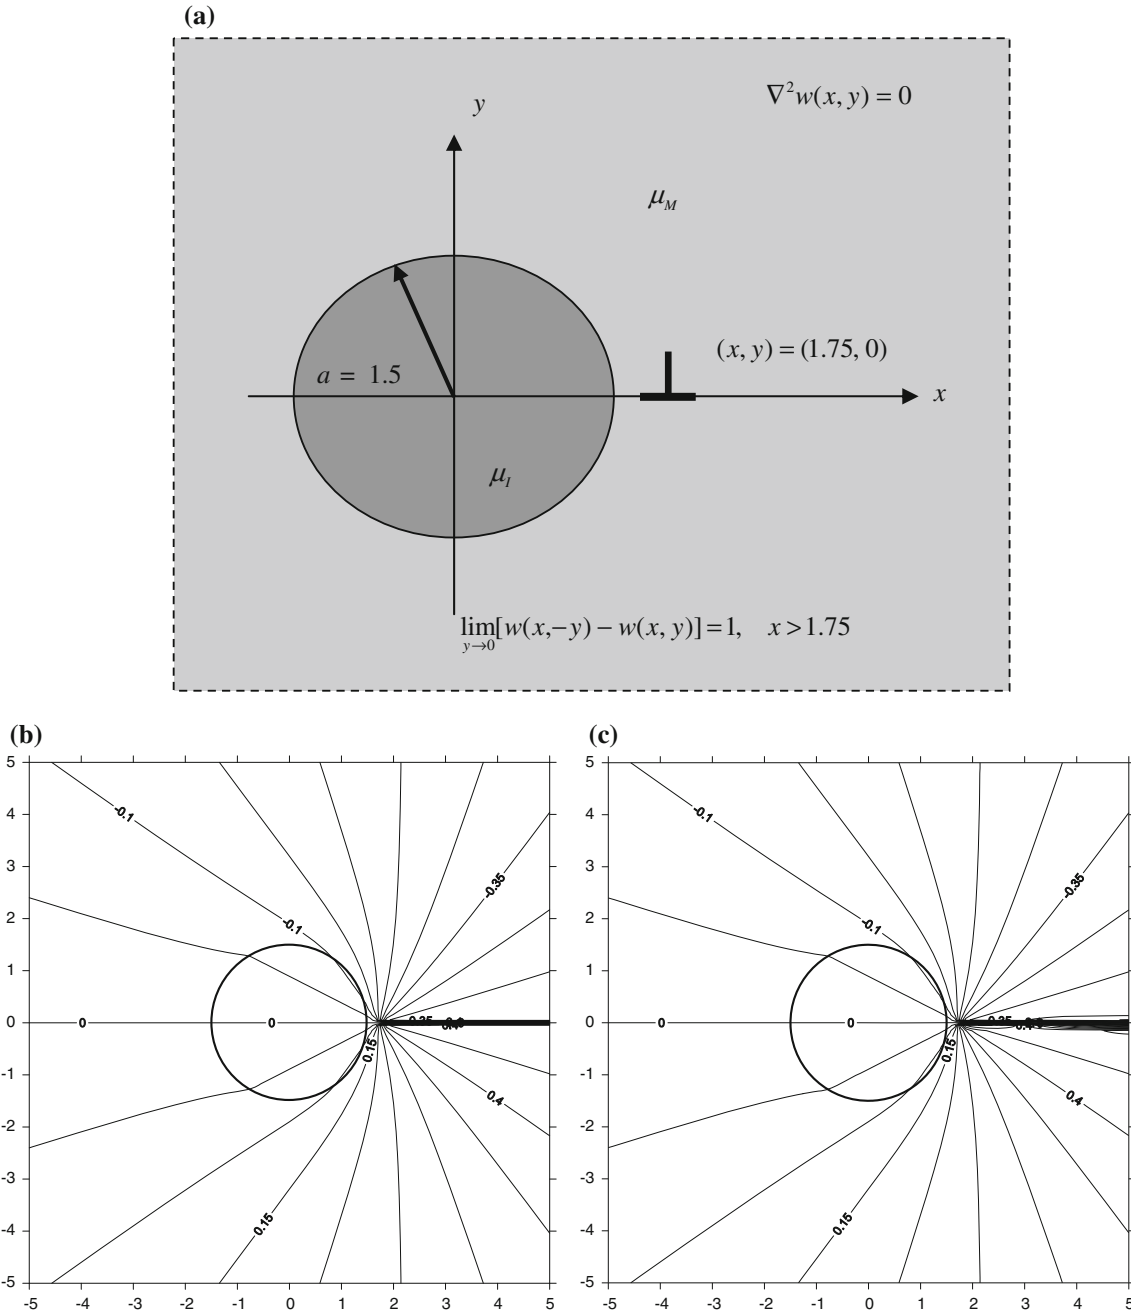 (a)
∇²w(x, y) = 0
y
μ_M
(x, y) = (1.75, 0)
a = 1.5
x
μ_I
lim_{y→0}[w(x,−y) − w(x, y)] = 1, x > 1.75
(b)
(c)
5
4
3
2
1
0
-1
-2
-3
-4
-5
-5 -4 -3 -2 -1 0 1 2 3 4 5
-0.1
-0.35
-0.1
0
0
0.15
0.4
0.15
5
4
3
2
1
0
-1
-2
-3
-4
-5
-5 -4 -3 -2 -1 0 1 2 3 4 5
-0.1
-0.35
-0.1
0
0
0.15
0.4
0.15